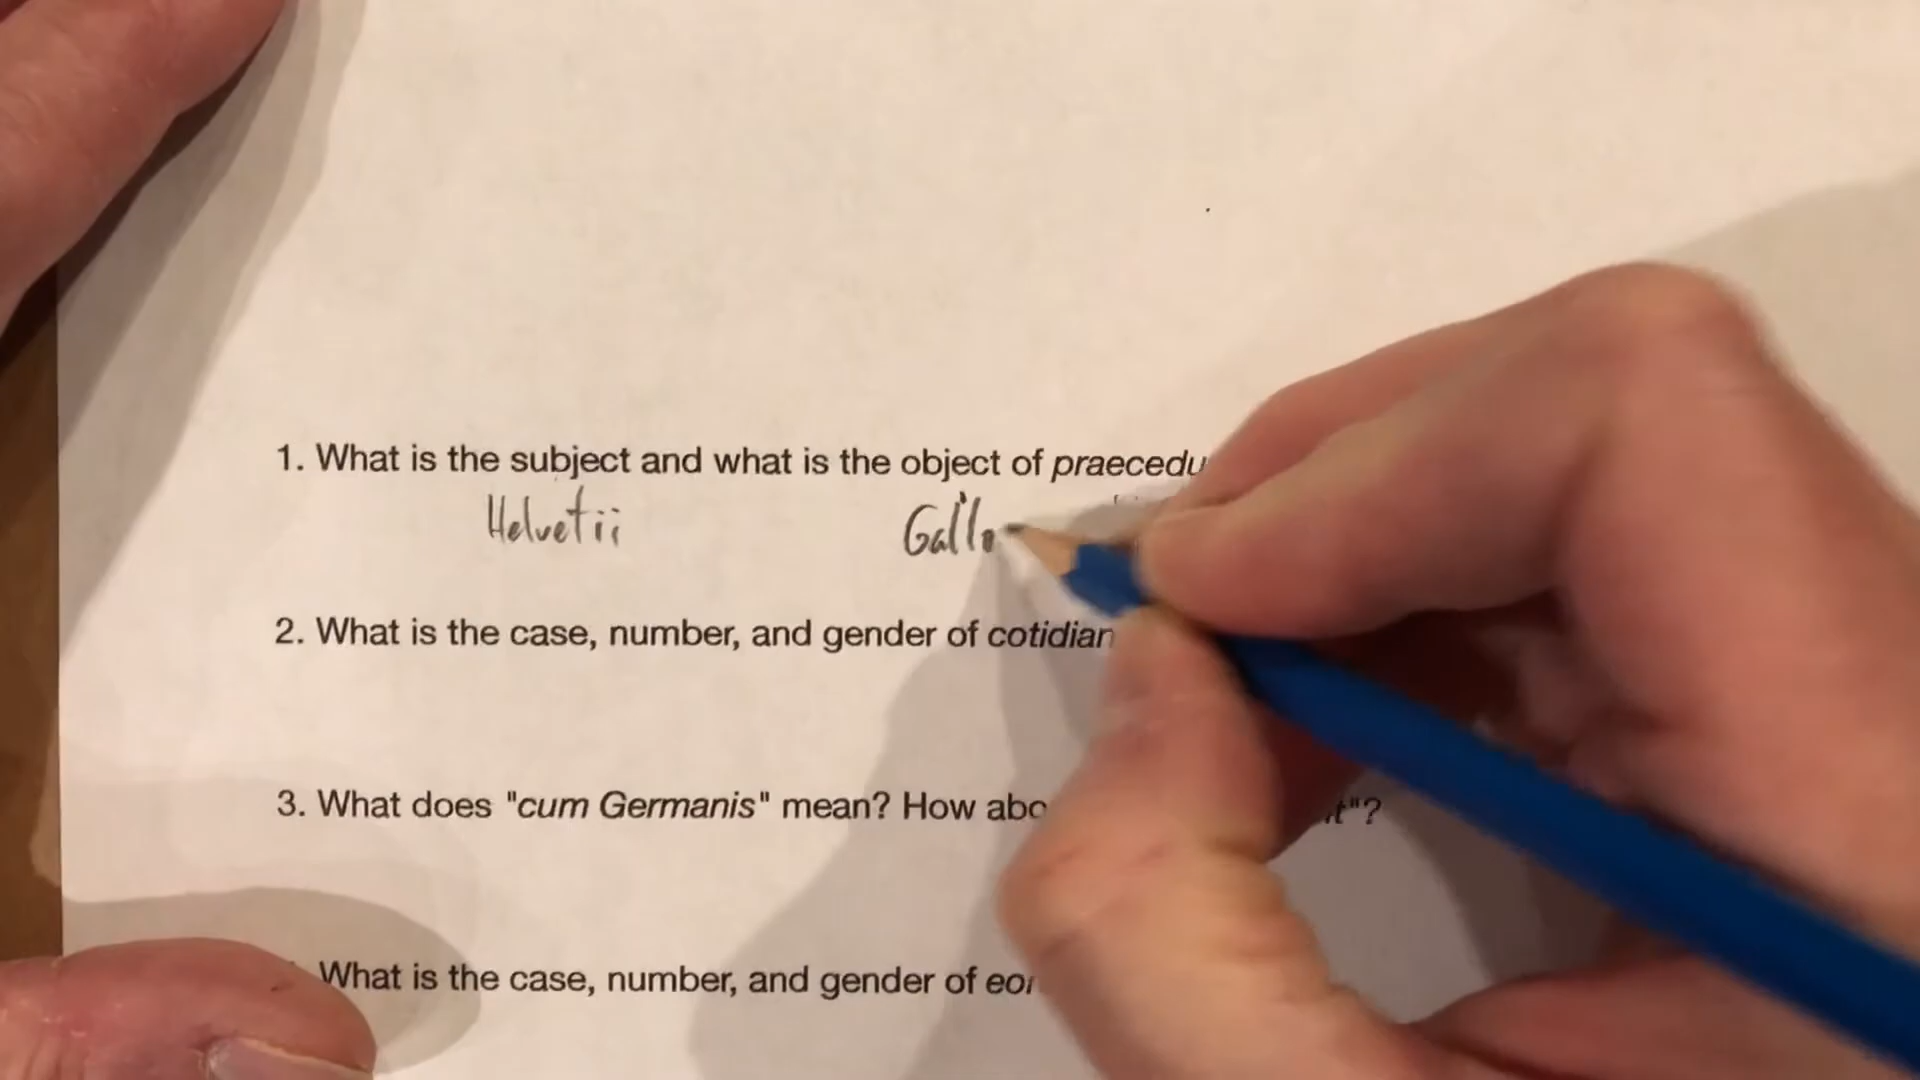 1. What is the subject and what is the object of praecedu
Helvetii Gallo
2. What is the case, number, and gender of cotidian
3. What does "cum Germanis" mean? How abo t"?
What is the case, number, and gender of eor